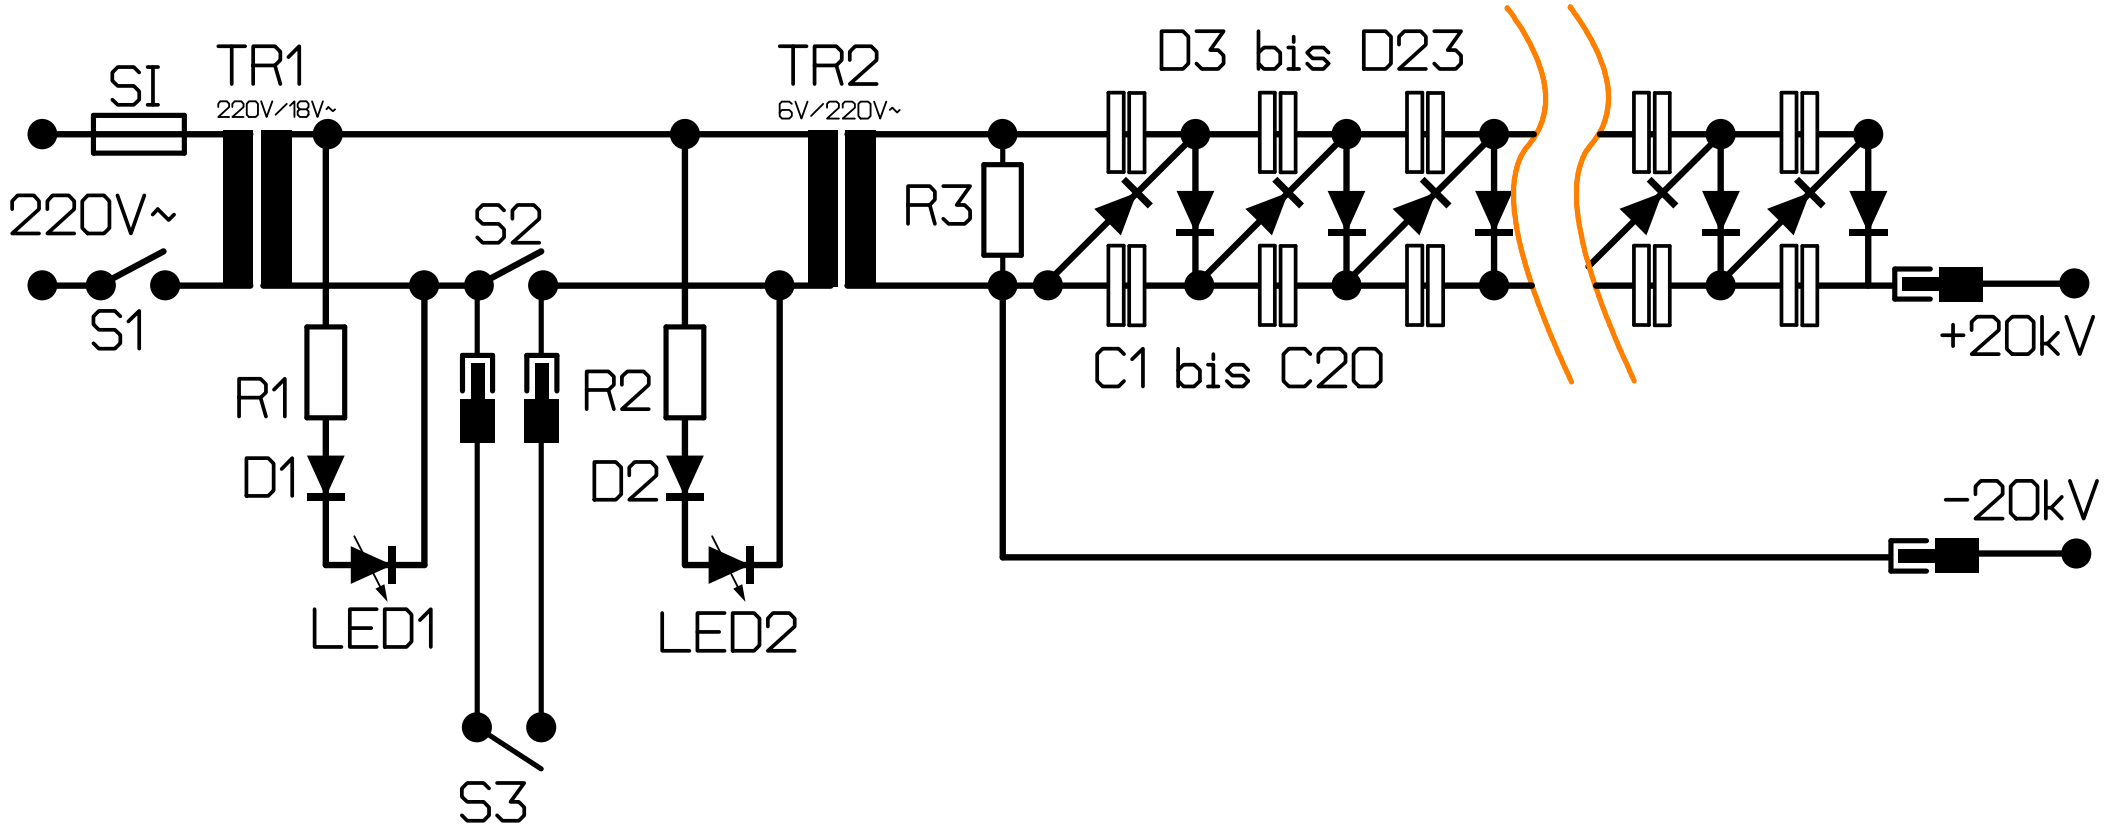 SI
TR1
220V/18V~
TR2
6V/220V~
D3 bis D23
220V~
S1
S2
R3
C1 bis C20
+20kV
R1
R2
D1
D2
-20kV
LED1
LED2
S3